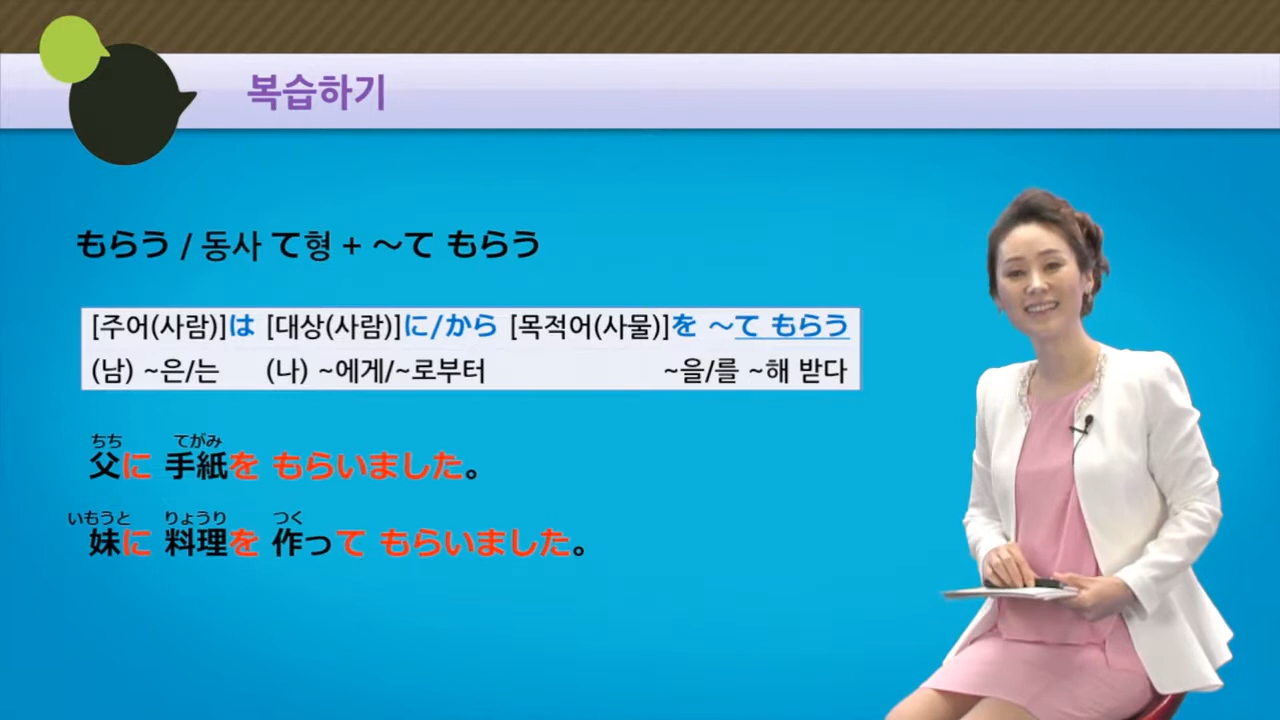 복습하기
もらう / 동사 て형 + ～て もらう
[주어(사람)]は [대상(사람)]に/から [목적어(사물)]を ～て もらう
(남) ~은/는 (나) ~에게/~로부터 ~을/를 ~해 받다
ちち てがみ
父に 手紙を もらいました。
いもうと りょうり つく
妹に 料理を 作って もらいました。